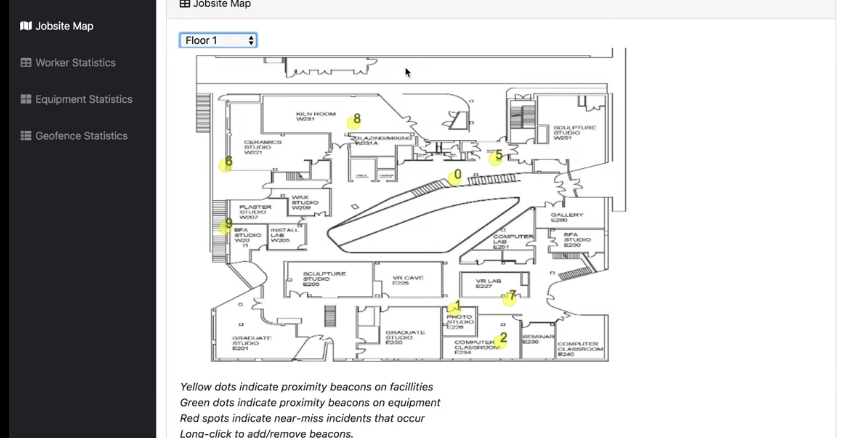 Jobsite Map
Jobsite Map
Worker Statistics
Equipment Statistics
Geofence Statistics
Floor 1
KILN ROOM
W231
8
GLAZING/MIXING
W231A
CERAMICS
STUDIO
W221
SCULPTURE
STUDIO
W251
6
5
0
WAX
STUDIO
W209
PLASTER
STUDIO
W207
9
BFA
STUDIO
W20
INSTALL
LAB
W205
GALLERY
E260
COMPUTER
LAB
E251
BFA
STUDIO
E250
SCULPTURE
STUDIO
E205
VR CAVE
E225
VR LAB
E227
7
1
PHOTO
STUDIO
E226
2
GRADUATE
STUDIO
E201
GRADUATE
STUDIO
E220
COMPUTER
CLASSROOM
E234
SEMINAR
E236
COMPUTER
CLASSROOM
E240
Yellow dots indicate proximity beacons on facillities
Green dots indicate proximity beacons on equipment
Red spots indicate near-miss incidents that occur
Long-click to add/remove beacons.